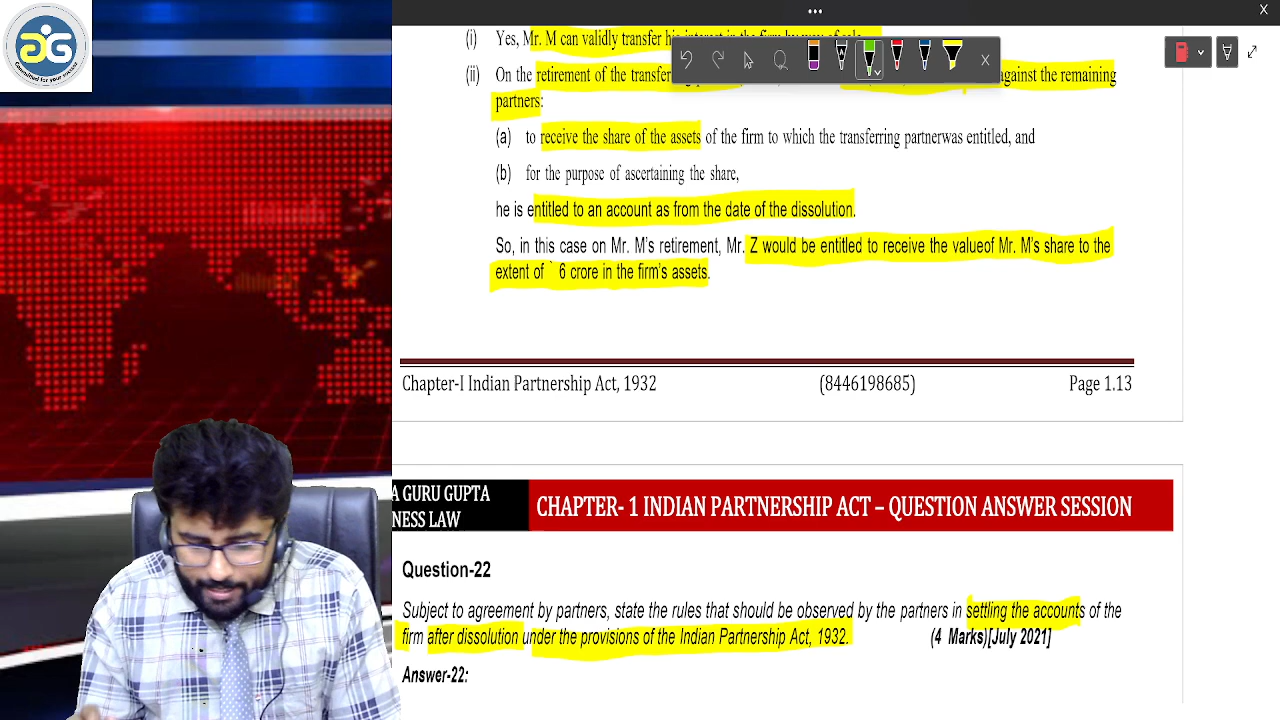 GG
Committed for your success
(i) Yes, Mr. M can validly transfer his interest in the firm by way of sale.
(ii) On the retirement of the transfer against the remaining
partners:
(a) to receive the share of the assets of the firm to which the transferring partnerwas entitled, and
(b) for the purpose of ascertaining the share,
he is entitled to an account as from the date of the dissolution.
So, in this case on Mr. M's retirement, Mr. Z would be entitled to receive the valueof Mr. M's share to the
extent of ` 6 crore in the firm's assets.
Chapter-I Indian Partnership Act, 1932 (8446198685) Page 1.13
A GURU GUPTA
NESS LAW
CHAPTER- 1 INDIAN PARTNERSHIP ACT – QUESTION ANSWER SESSION
Question-22
Subject to agreement by partners, state the rules that should be observed by the partners in settling the accounts of the
firm after dissolution under the provisions of the Indian Partnership Act, 1932. (4 Marks)[July 2021]
Answer-22: